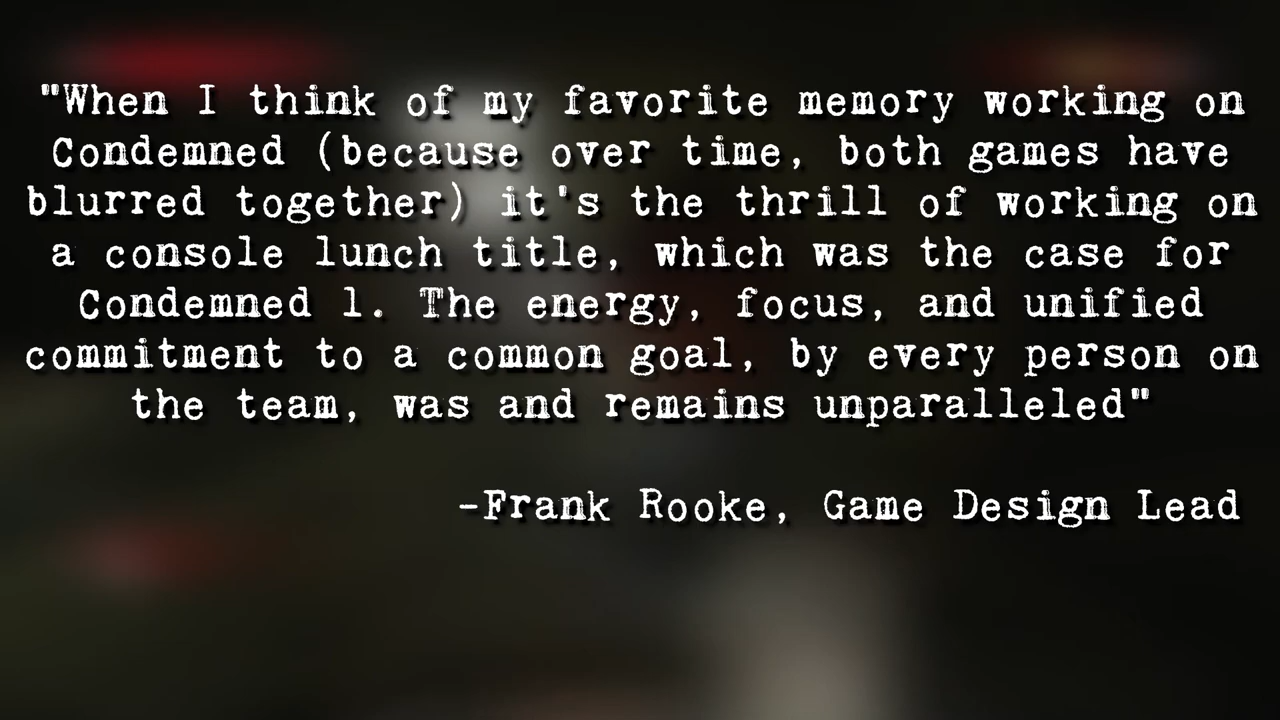 "When I think of my favorite memory working on
Condemned (because over time, both games have
blurred together) it's the thrill of working on
a console lunch title, which was the case for
Condemned 1. The energy, focus, and unified
commitment to a common goal, by every person on
the team, was and remains unparalleled"
-Frank Rooke, Game Design Lead